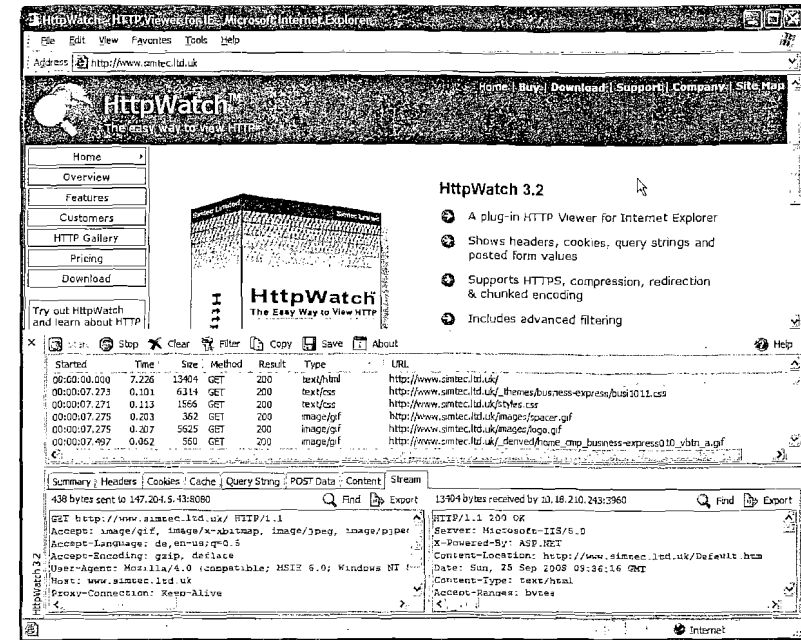 HttpWatch - HTTP Viewer for IE - Microsoft Internet Explorer
File Edit View Favorites Tools Help
Address http://www.simtec.ltd.uk
Home | Buy | Download | Support | Company | Site Map
HttpWatch
The easy way to view HTTP
Home
Overview
Features
Customers
HTTP Gallery
Pricing
Download
Try out HttpWatch
and learn about HTTP
Simtec Limited
Simtec Limited
HttpWatch
The Easy Way to View HTTP
HttpWatch 3.2
A plug-in HTTP Viewer for Internet Explorer
Shows headers, cookies, query strings and
posted form values
Supports HTTPS, compression, redirection
& chunked encoding
Includes advanced filtering
Stop Clear Filter Copy Save About Help
Started Time Size Method Result Type URL
00:00:00.000 7.226 13404 GET 200 text/html http://www.simtec.ltd.uk/
00:00:07.273 0.101 6314 GET 200 text/css http://www.simtec.ltd.uk/_themes/business-express/busi1011.css
00:00:07.271 0.113 1566 GET 200 text/css http://www.simtec.ltd.uk/styles.css
00:00:07.275 0.203 362 GET 200 image/gif http://www.simtec.ltd.uk/images/spacer.gif
00:00:07.275 0.207 5625 GET 200 image/gif http://www.simtec.ltd.uk/images/logo.gif
00:00:07.497 0.062 560 GET 200 image/gif http://www.simtec.ltd.uk/_derived/home_cmp_business-express010_vbtn_a.gif
Summary Headers Cookies Cache Query String POST Data Content Stream
438 bytes sent to 147.204.5.43:8080 Find Export
GET http://www.simtec.ltd.uk/ HTTP/1.1
Accept: image/gif, image/x-xbitmap, image/jpeg, image/pjpeg
Accept-Language: de,en-us;q=0.5
Accept-Encoding: gzip, deflate
User-Agent: Mozilla/4.0 (compatible; MSIE 6.0; Windows NT
Host: www.simtec.ltd.uk
Proxy-Connection: Keep-Alive
13404 bytes received by 10.18.210.243:3960 Find Export
HTTP/1.1 200 OK
Server: Microsoft-IIS/5.0
X-Powered-By: ASP.NET
Content-Location: http://www.simtec.ltd.uk/Default.htm
Date: Sun, 25 Sep 2005 09:36:16 GMT
Content-Type: text/html
Accept-Ranges: bytes
HttpWatch 3.2
Internet